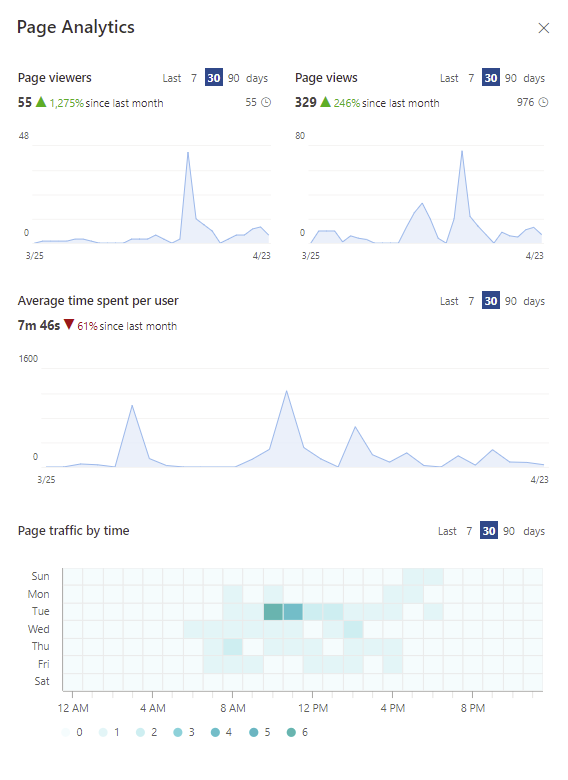 Page Analytics
Page viewers Last 7 30 90 days
55 1,275% since last month 55
48
0
3/25 4/23
Page views Last 7 30 90 days
329 246% since last month 976
80
0
3/25 4/23
Average time spent per user Last 7 30 90 days
7m 46s 61% since last month
1600
0
3/25 4/23
Page traffic by time Last 7 30 90 days
Sun
Mon
Tue
Wed
Thu
Fri
Sat
12 AM 4 AM 8 AM 12 PM 4 PM 8 PM
0 1 2 3 4 5 6